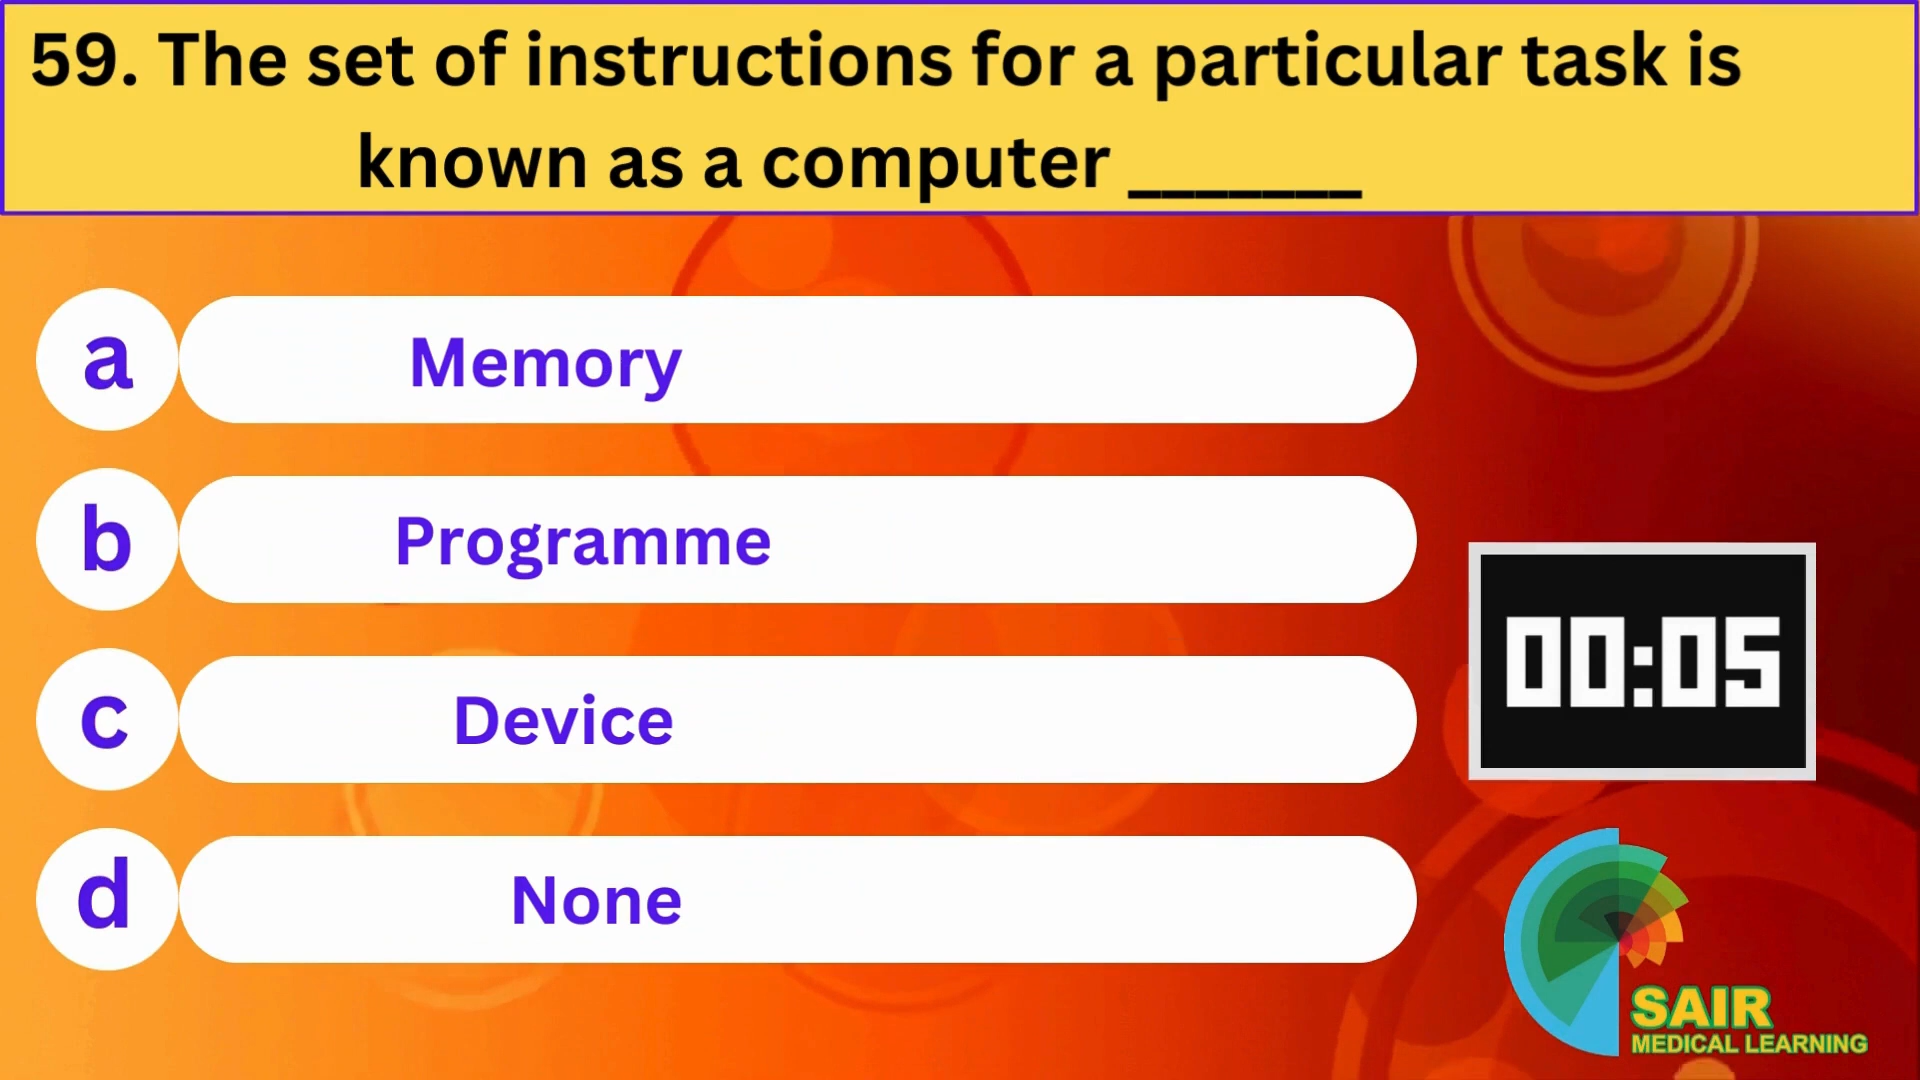 59. The set of instructions for a particular task is
known as a computer _______
a
Memory
b
Programme
c
Device
d
None
00:05
SAIR
MEDICAL LEARNING